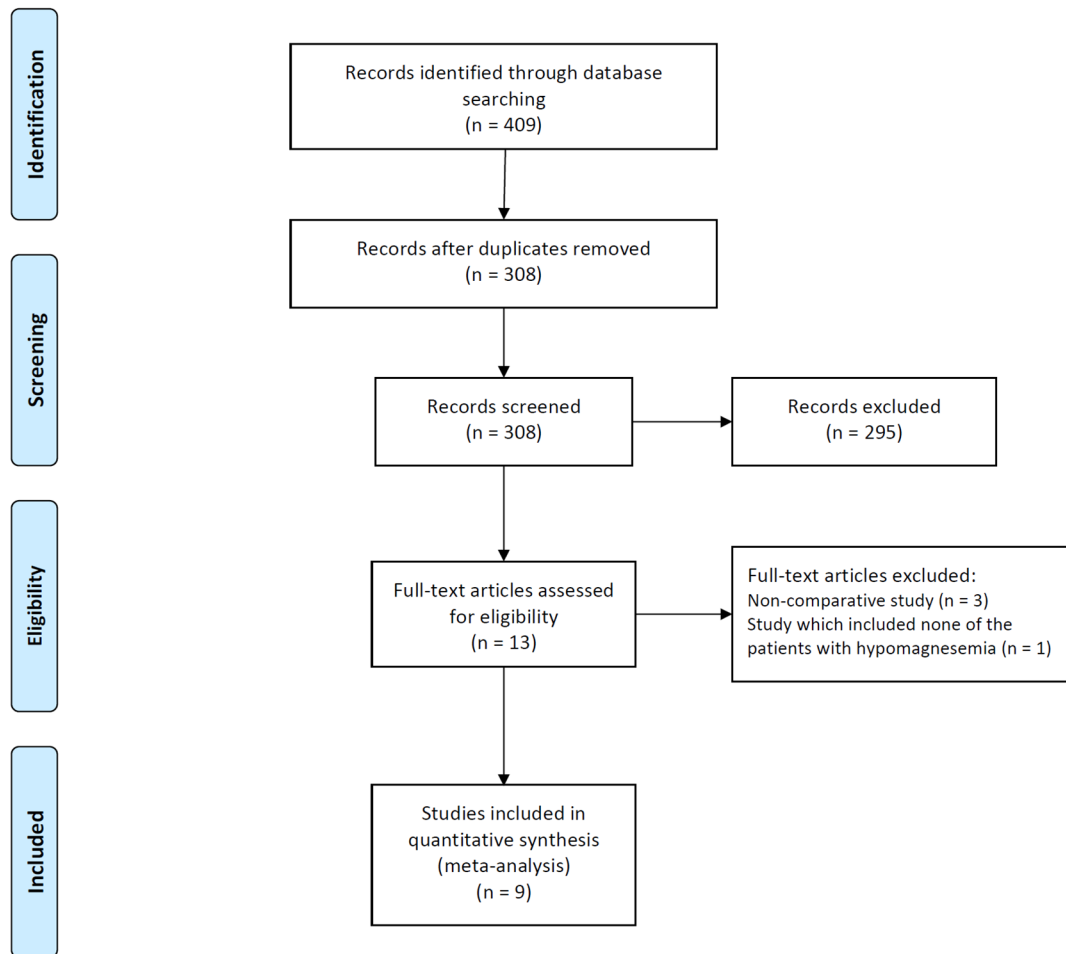 Identification
Records identified through database
searching
(n = 409)
Records after duplicates removed
(n = 308)
Screening
Records screened
(n = 308)
Records excluded
(n = 295)
Eligibility
Full-text articles assessed
for eligibility
(n = 13)
Full-text articles excluded:
Non-comparative study (n = 3)
Study which included none of the
patients with hypomagnesemia (n = 1)
Included
Studies included in
quantitative synthesis
(meta-analysis)
(n = 9)